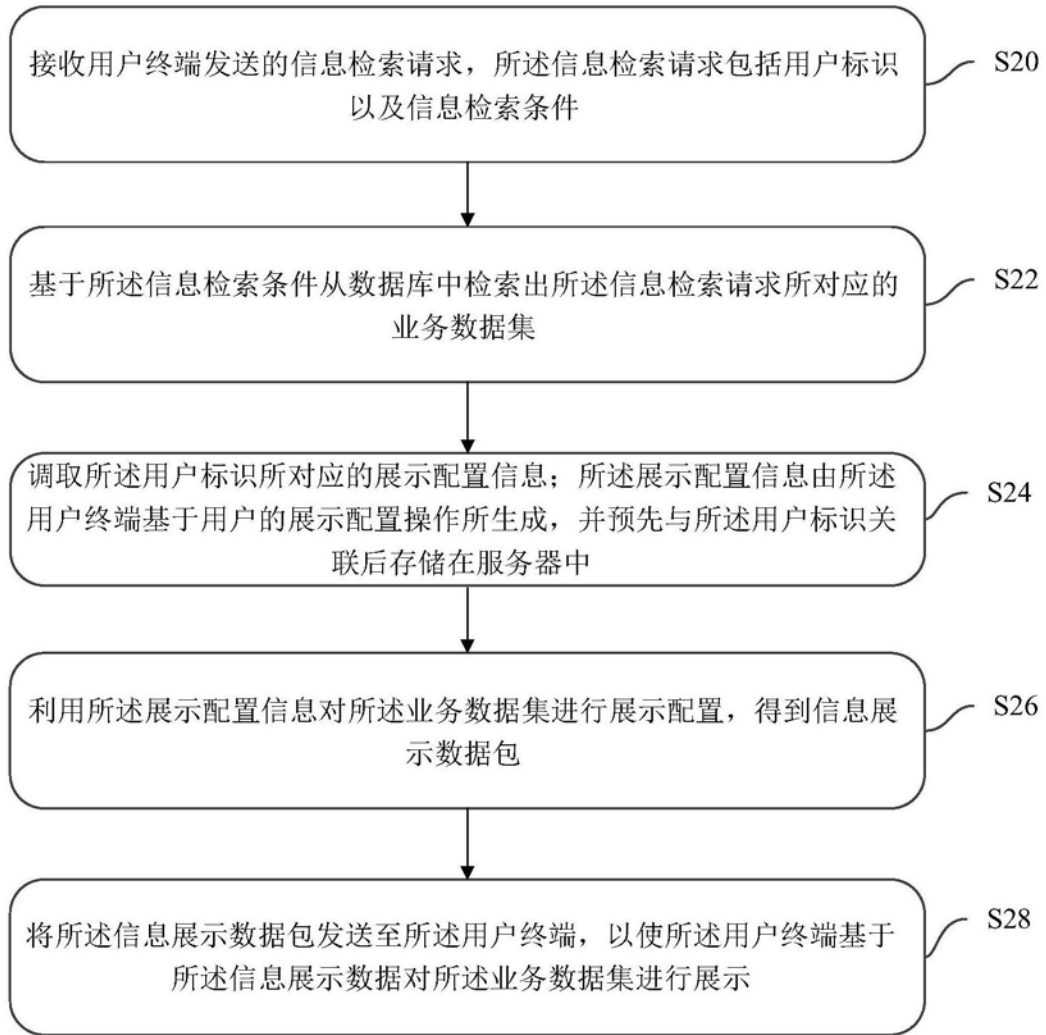 接收用户终端发送的信息检索请求，所述信息检索请求包括用户标识
以及信息检索条件
S20
基于所述信息检索条件从数据库中检索出所述信息检索请求所对应的
业务数据集
S22
调取所述用户标识所对应的展示配置信息；所述展示配置信息由所述
用户终端基于用户的展示配置操作所生成，并预先与所述用户标识关
联后存储在服务器中
S24
利用所述展示配置信息对所述业务数据集进行展示配置，得到信息展
示数据包
S26
将所述信息展示数据包发送至所述用户终端，以使所述用户终端基于
所述信息展示数据对所述业务数据集进行展示
S28